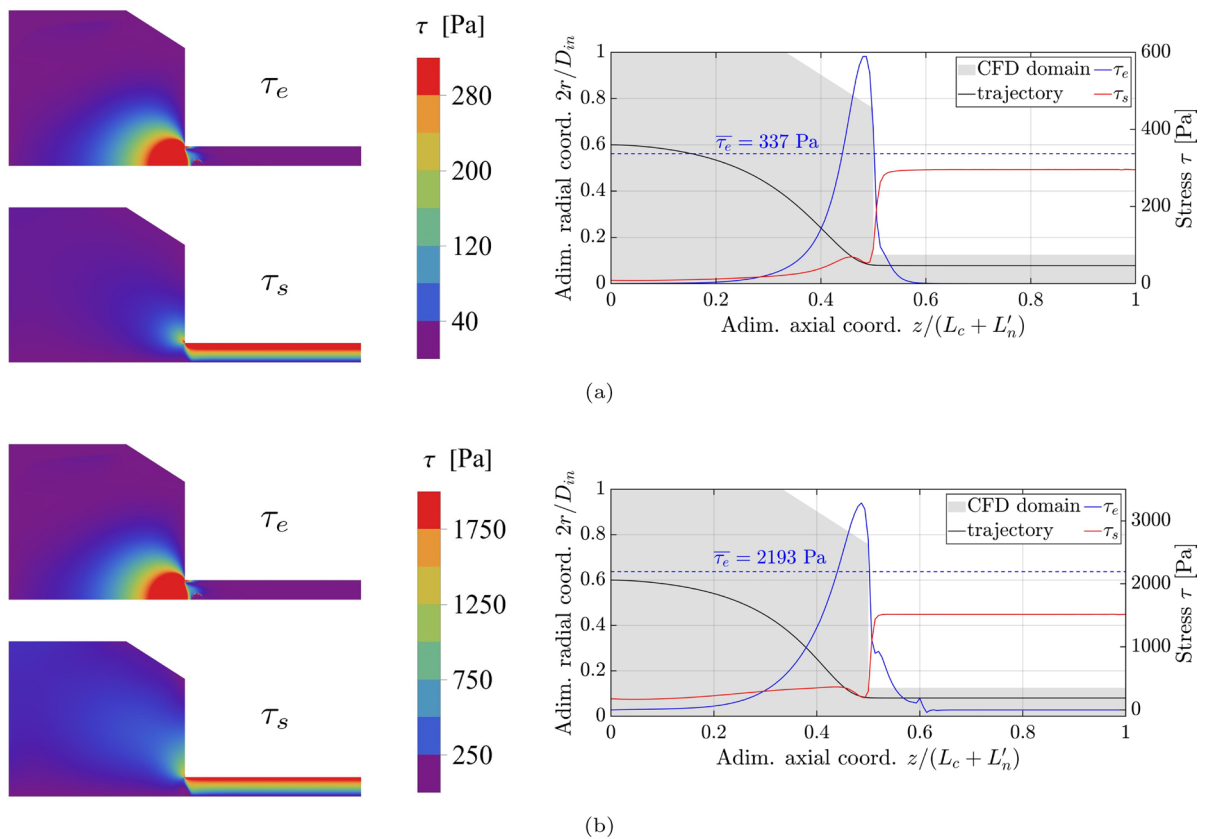 τ [Pa]
280
200
120
40
τe
τs
Adim. radial coord. 2r/Din
1
0.8
0.6
0.4
0.2
0
CFD domain
τe
trajectory
τs
τe = 337 Pa
600
400
200
0
Stress τ [Pa]
0
0.2
0.4
0.6
0.8
1
Adim. axial coord. z/(Lc + L′n)
(a)
τ [Pa]
1750
1250
750
250
τe
τs
Adim. radial coord. 2r/Din
1
0.8
0.6
0.4
0.2
0
CFD domain
τe
trajectory
τs
τe = 2193 Pa
3000
2000
1000
0
Stress τ [Pa]
0
0.2
0.4
0.6
0.8
1
Adim. axial coord. z/(Lc + L′n)
(b)